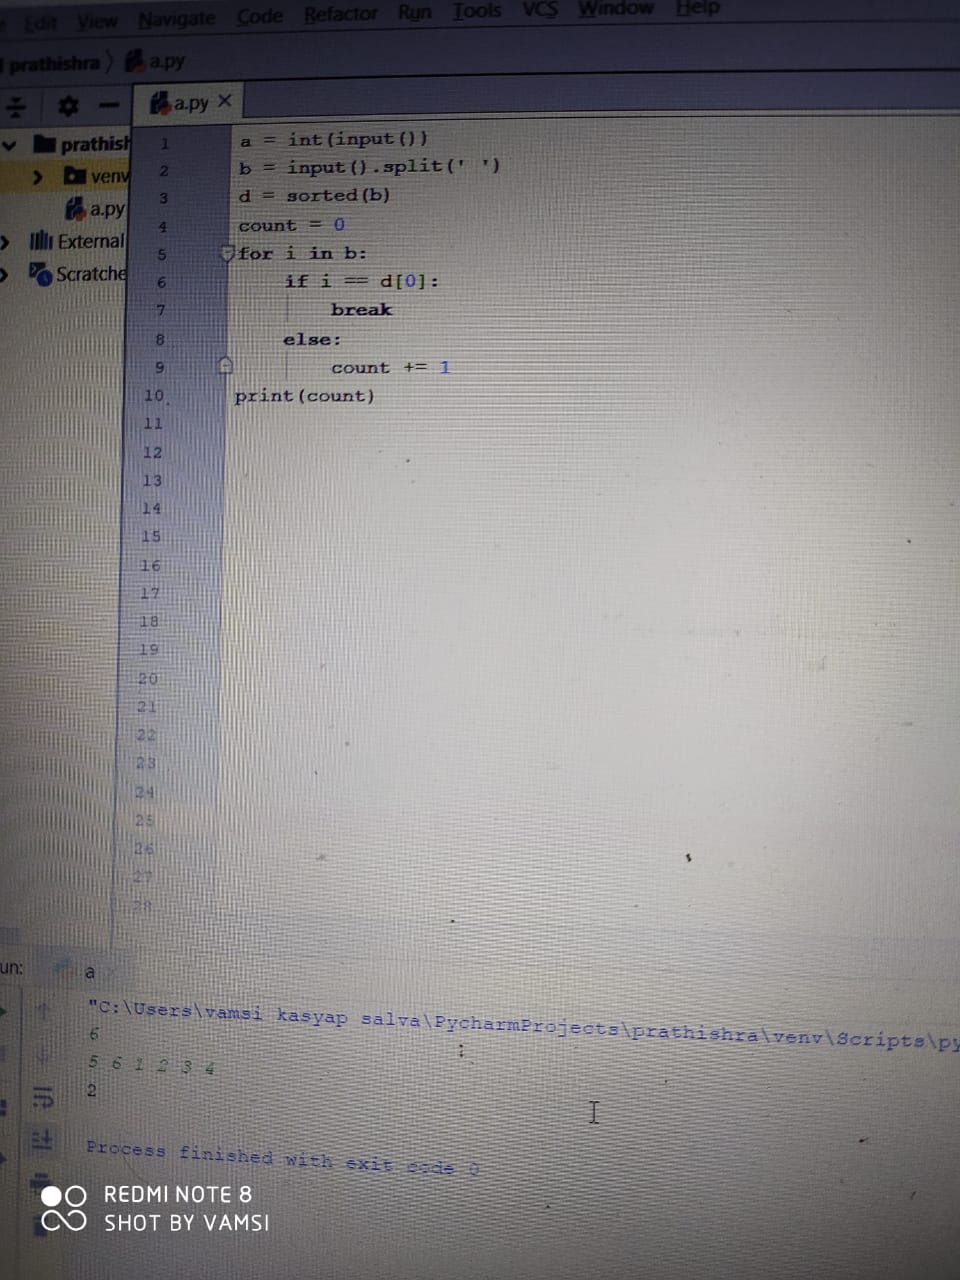 Edit View Navigate Code Refactor Run Tools VCS Window Help
prathishra a.py
a.py
prathish
venv
a.py
External
Scratche
1 a = int(input())
2 b = input().split(' ')
3 d = sorted(b)
4 count = 0
5 for i in b:
6 if i == d[0]:
7 break
8 else:
9 count += 1
10 print(count)
11
12
13
14
15
16
17
18
19
20
21
22
23
24
25
26
27
28
un: a
"C:\Users\vamsi kasyap salva\PycharmProjects\prathishra\venv\Scripts\py
6
5 6 1 2 3 4
2
Process finished with exit code 0
REDMI NOTE 8
SHOT BY VAMSI